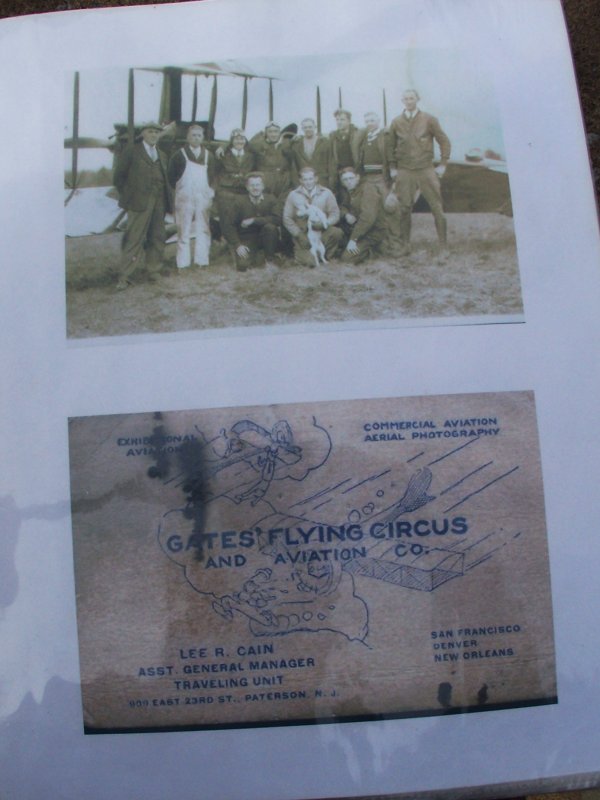 EXHIBITIONAL
AVIATION
COMMERCIAL AVIATION
AERIAL PHOTOGRAPHY
GATES' FLYING CIRCUS
AND AVIATION CO.
LEE R. CAIN
ASST. GENERAL MANAGER
TRAVELING UNIT
EAST 23RD ST., PATERSON, N. J.
SAN FRANCISCO
DENVER
NEW ORLEANS